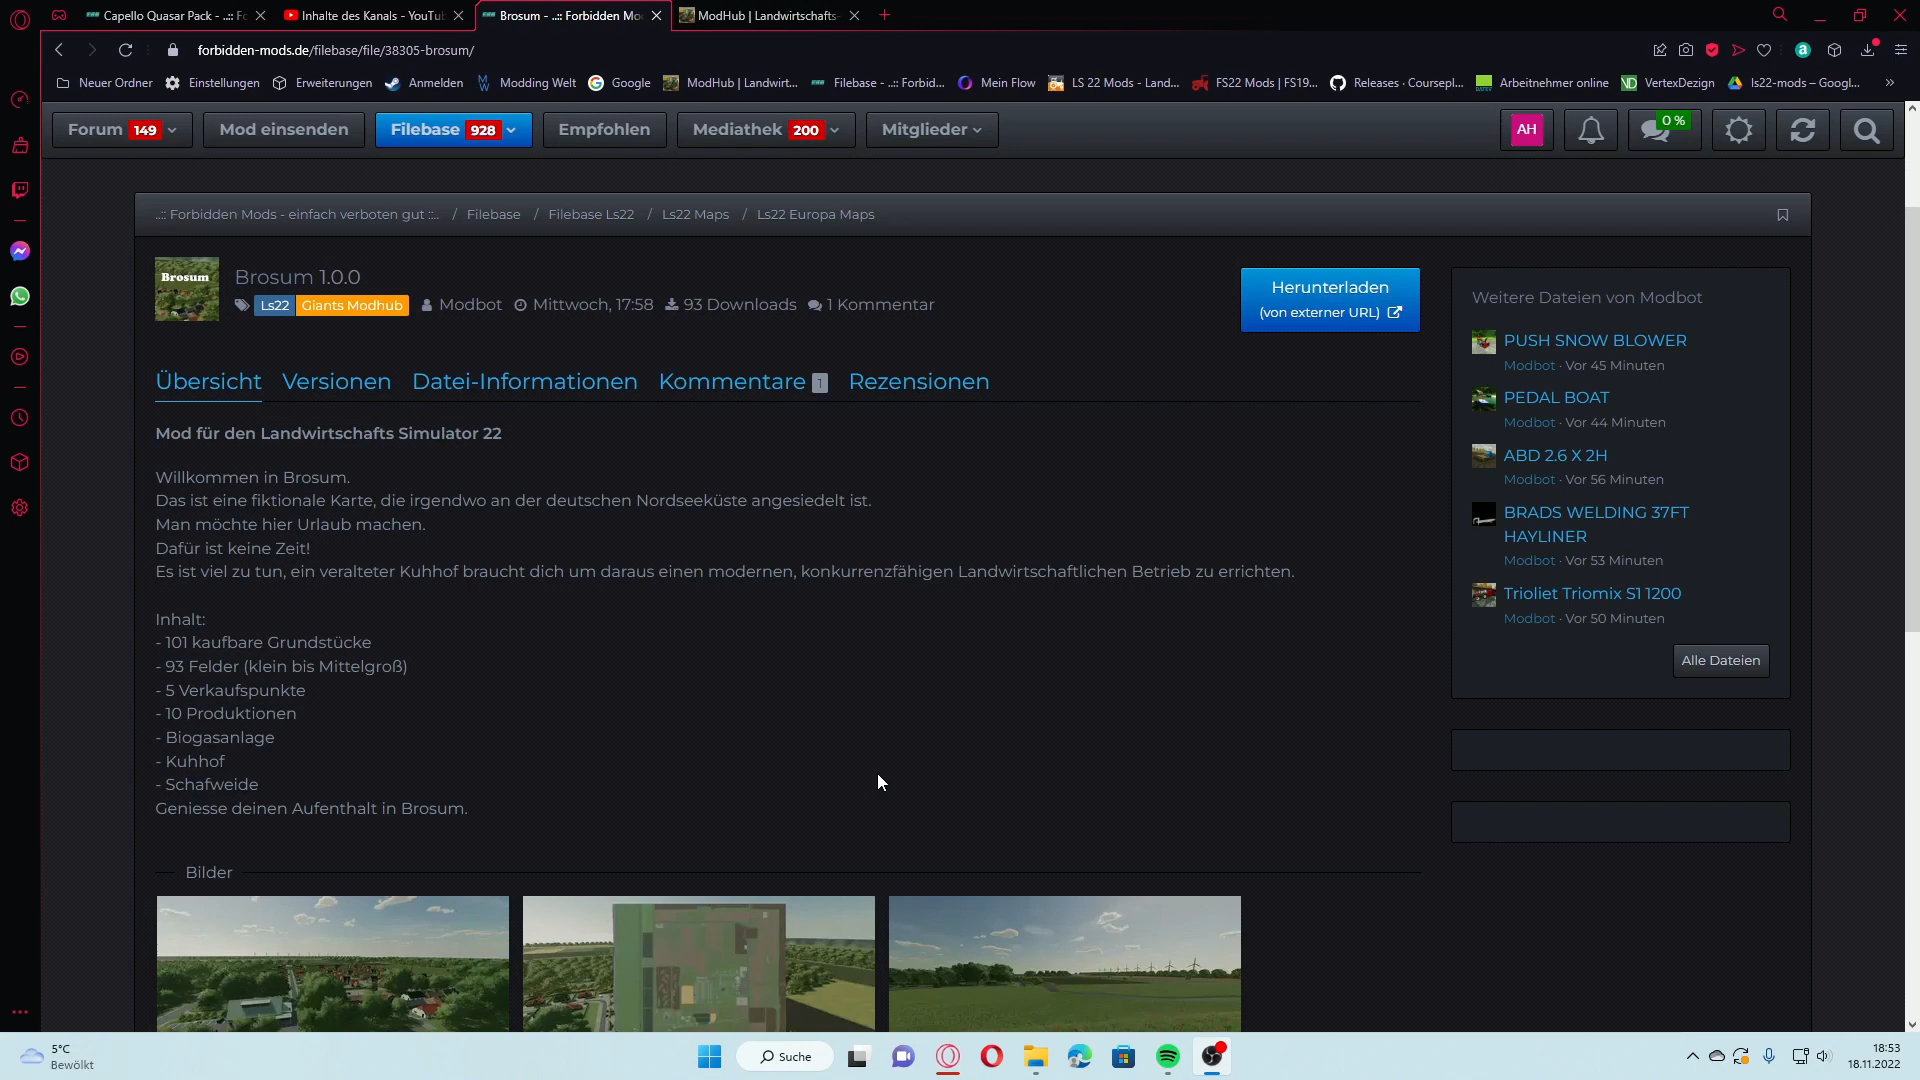 Capello Quasar Pack - ..:: Fo
Inhalte des Kanals - YouTu
Brosum - ..:: Forbidden Mo
ModHub | Landwirtschafts-
forbidden-mods.de/filebase/file/38305-brosum/
Neuer Ordner
Einstellungen
Erweiterungen
Anmelden
Modding Welt
Google
ModHub | Landwirt...
Filebase - ..:: Forbid...
Mein Flow
LS 22 Mods - Land...
FS22 Mods | FS19...
Releases · Coursepl...
Arbeitnehmer online
VertexDezign
ls22-mods – Googl...
Forum 149
Mod einsenden
Filebase 928
Empfohlen
Mediathek 200
Mitglieder
AH
0 %
..:: Forbidden Mods - einfach verboten gut ::.. / Filebase / Filebase Ls22 / Ls22 Maps / Ls22 Europa Maps
Brosum
Brosum 1.0.0
Ls22 Giants Modhub Modbot Mittwoch, 17:58 93 Downloads 1 Kommentar
Herunterladen
(von externer URL)
Übersicht Versionen Datei-Informationen Kommentare 1 Rezensionen
Mod für den Landwirtschafts Simulator 22
Willkommen in Brosum.
Das ist eine fiktionale Karte, die irgendwo an der deutschen Nordseeküste angesiedelt ist.
Man möchte hier Urlaub machen.
Dafür ist keine Zeit!
Es ist viel zu tun, ein veralteter Kuhhof braucht dich um daraus einen modernen, konkurrenzfähigen Landwirtschaftlichen Betrieb zu errichten.
Inhalt:
- 101 kaufbare Grundstücke
- 93 Felder (klein bis Mittelgroß)
- 5 Verkaufspunkte
- 10 Produktionen
- Biogasanlage
- Kuhhof
- Schafweide
Geniesse deinen Aufenthalt in Brosum.
Bilder
Weitere Dateien von Modbot
PUSH SNOW BLOWER
Modbot · Vor 45 Minuten
PEDAL BOAT
Modbot · Vor 44 Minuten
ABD 2.6 X 2H
Modbot · Vor 56 Minuten
BRADS WELDING 37FT
HAYLINER
Modbot · Vor 53 Minuten
Trioliet Triomix S1 1200
Modbot · Vor 50 Minuten
Alle Dateien
5°C
Bewölkt
Suche
18:53
18.11.2022